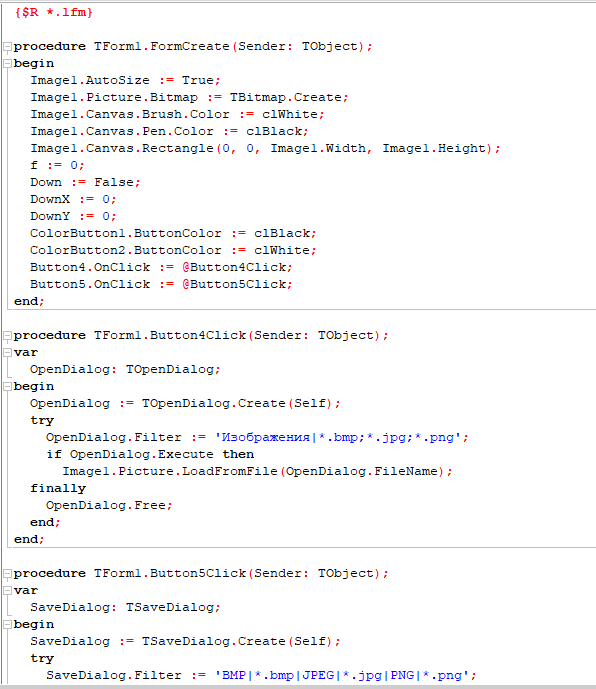 {$R *.lfm}
procedure TForm1.FormCreate(Sender: TObject);
begin
  Image1.AutoSize := True;
  Image1.Picture.Bitmap := TBitmap.Create;
  Image1.Canvas.Brush.Color := clWhite;
  Image1.Canvas.Pen.Color := clBlack;
  Image1.Canvas.Rectangle(0, 0, Image1.Width, Image1.Height);
  f := 0;
  Down := False;
  DownX := 0;
  DownY := 0;
  ColorButton1.ButtonColor := clBlack;
  ColorButton2.ButtonColor := clWhite;
  Button4.OnClick := @Button4Click;
  Button5.OnClick := @Button5Click;
end;
procedure TForm1.Button4Click(Sender: TObject);
var
  OpenDialog: TOpenDialog;
begin
  OpenDialog := TOpenDialog.Create(Self);
  try
    OpenDialog.Filter := 'Изображения|*.bmp;*.jpg;*.png';
    if OpenDialog.Execute then
      Image1.Picture.LoadFromFile(OpenDialog.FileName);
  finally
    OpenDialog.Free;
  end;
end;
procedure TForm1.Button5Click(Sender: TObject);
var
  SaveDialog: TSaveDialog;
begin
  SaveDialog := TSaveDialog.Create(Self);
  try
    SaveDialog.Filter := 'BMP|*.bmp|JPEG|*.jpg|PNG|*.png';